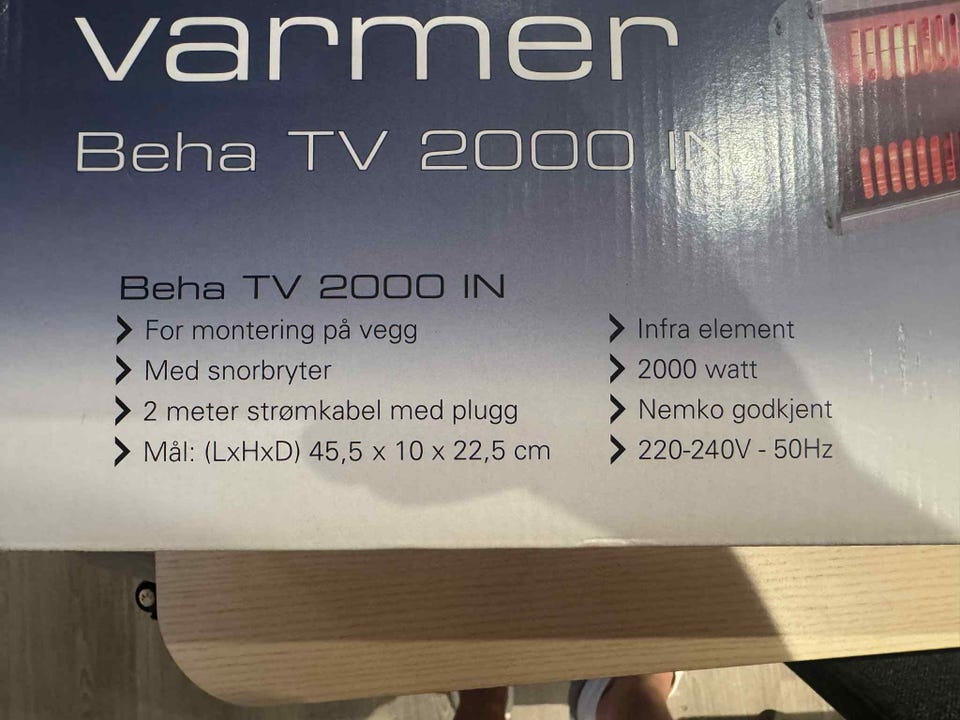 varmer
Beha TV 2000 IN
Beha TV 2000 IN
For montering på vegg
Med snorbryter
2 meter strømkabel med plugg
Mål: (LxHxD) 45,5 x 10 x 22,5 cm
Infra element
2000 watt
Nemko godkjent
220-240V - 50Hz